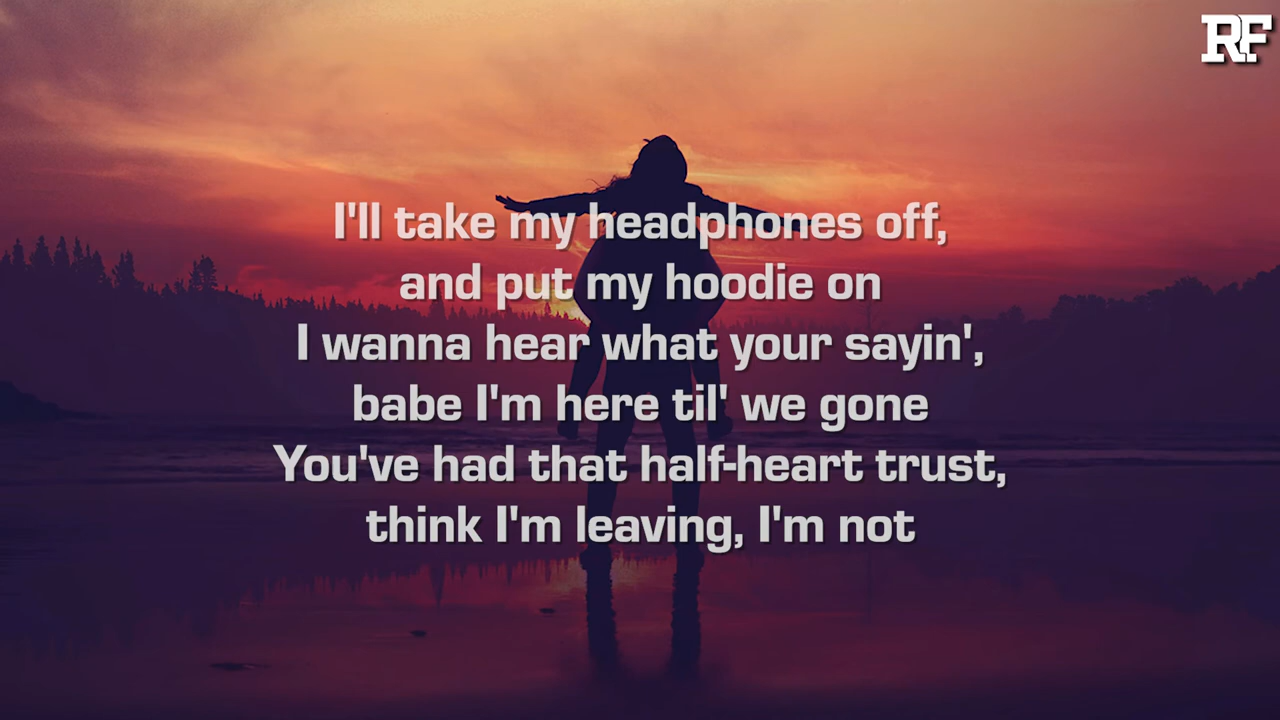 RF
I'll take my headphones off,
and put my hoodie on
I wanna hear what your sayin',
babe I'm here til' we gone
You've had that half-heart trust,
think I'm leaving, I'm not